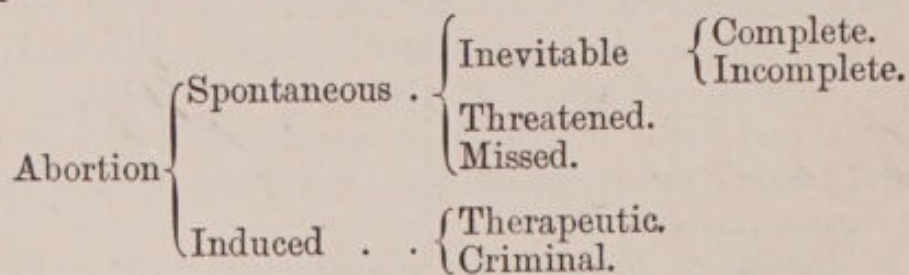 Inevitable Complete.
Spontaneous . Incomplete.
Threatened.
Abortion Missed.
Induced . . Therapeutic.
Criminal.